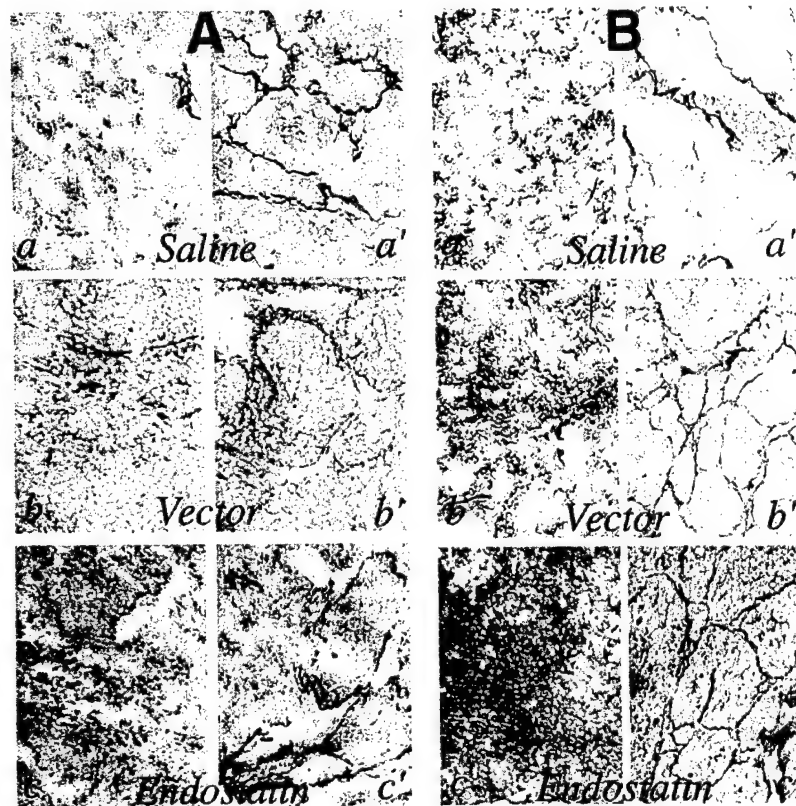 A B
a Saline a' a Saline a'
b Vector b' b Vector b'
c Endostatin c' c Endostatin c'